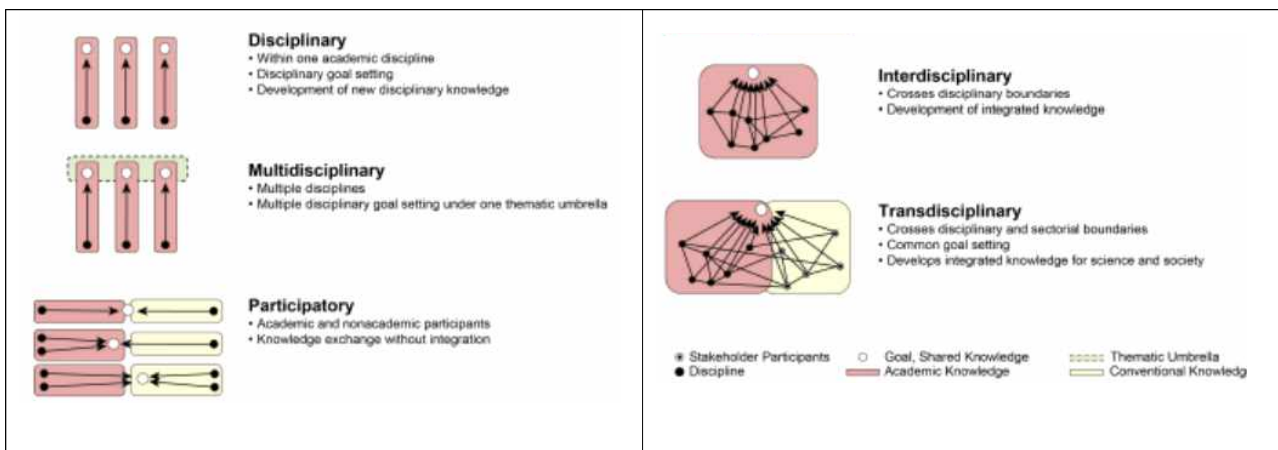 Disciplinary
• Within one academic discipline
• Disciplinary goal setting
• Development of new disciplinary knowledge
Multidisciplinary
• Multiple disciplines
• Multiple disciplinary goal setting under one thematic umbrella
Participatory
• Academic and nonacademic participants
• Knowledge exchange without integration
Interdisciplinary
• Crosses disciplinary boundaries
• Development of integrated knowledge
Transdisciplinary
• Crosses disciplinary and sectorial boundaries
• Common goal setting
• Develops integrated knowledge for science and society
Stakeholder Participants
Goal, Shared Knowledge
Thematic Umbrella
Discipline
Academic Knowledge
Conventional Knowledg